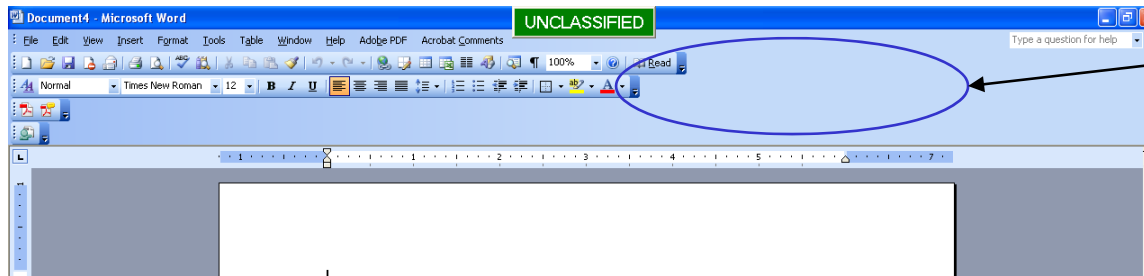 Document4 - Microsoft Word
UNCLASSIFIED
File Edit View Insert Format Tools Table Window Help Adobe PDF Acrobat Comments
Type a question for help
100% Read
Normal Times New Roman 12 B I U A
1 1 2 3 4 5 7